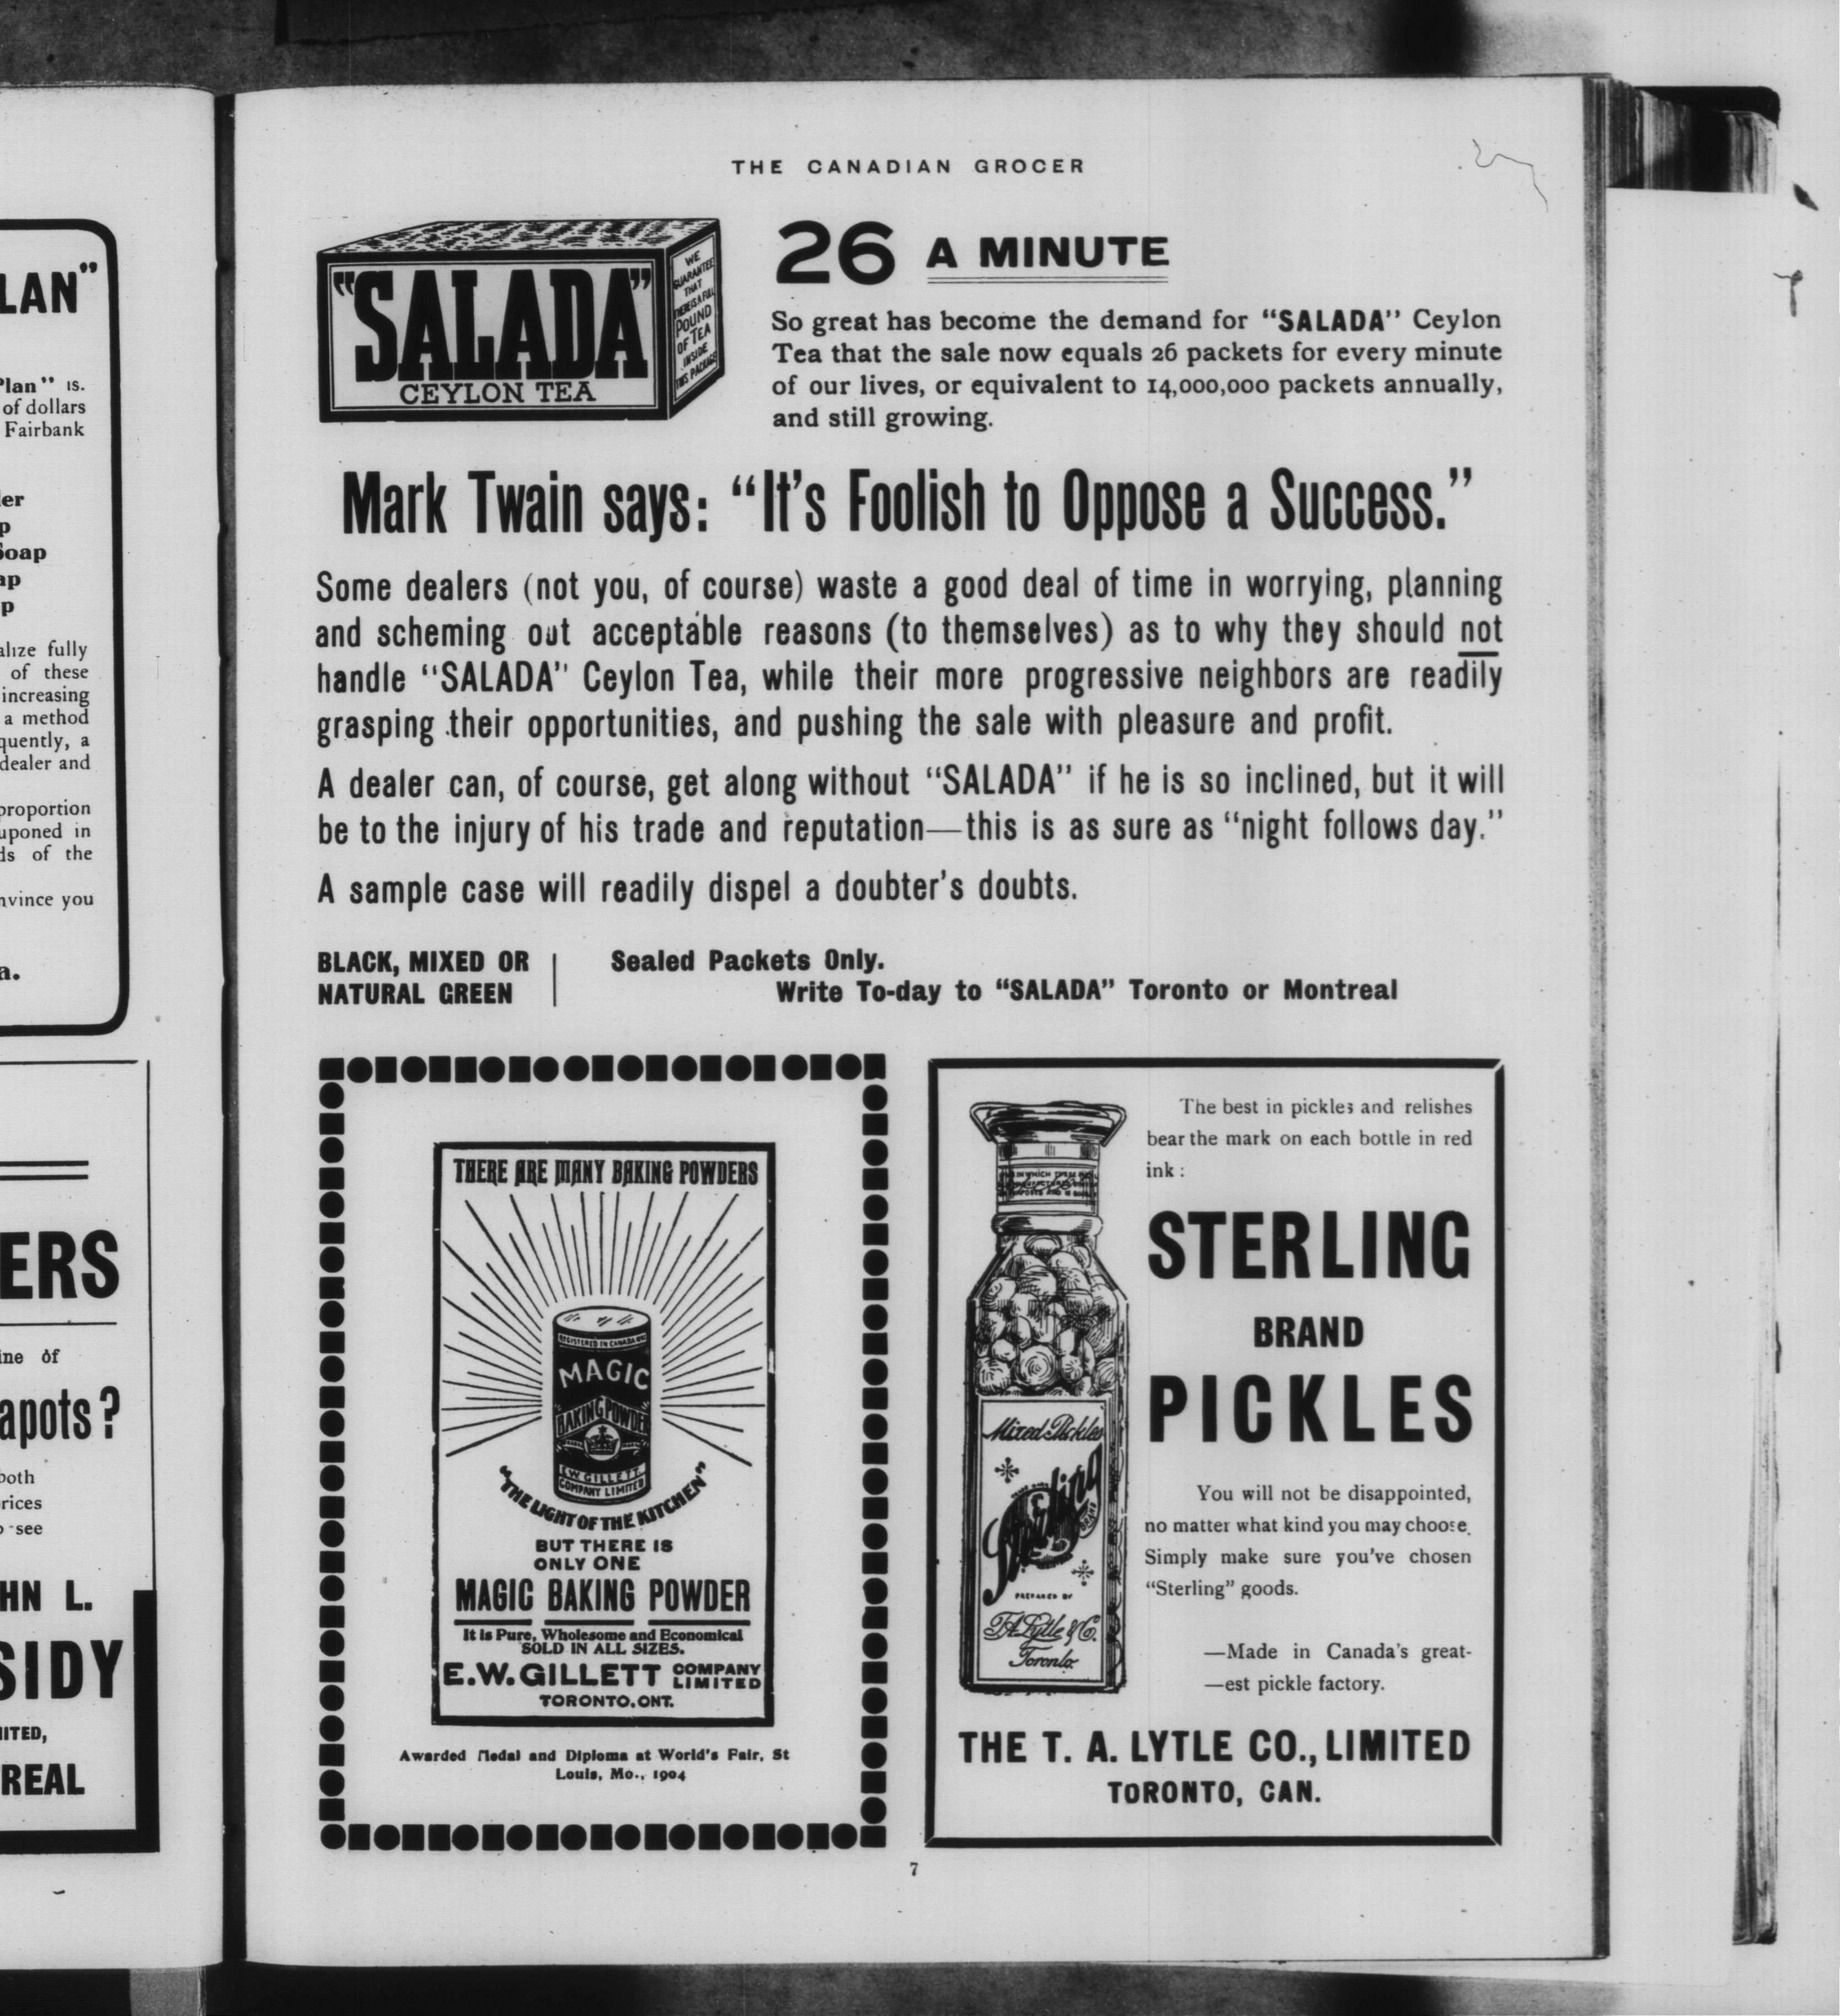 LAN"
Plan" is.
of dollars
Fairbank
Soap
fully
of these
increasing
a method
a
dealer and
proportion
in
of the
you
ERS
of
apots?
both
see
HN L.
SIDY
REAL
THE CANADIAN GROCER
"SALADA"
CEYLON TEA
WE
GUARANTEE
THAT
THERE IS A FULL
POUND
OF TEA
INSIDE
THIS PACKAGE
26 A MINUTE
So great has become the demand for "SALADA" Ceylon
Tea that the sale now equals 26 packets for every minute
of our lives, or equivalent to 14,000,000 packets annually,
and still growing.
Mark Twain says: "It's Foolish to Oppose a Success."
Some dealers (not you, of course) waste a good deal of time in worrying, planning
and scheming out acceptable reasons (to themselves) as to why they should not
handle "SALADA" Ceylon Tea, while their more progressive neighbors are readily
grasping their opportunities, and pushing the sale with pleasure and profit.
A dealer can, of course, get along without "SALADA" if he is so inclined, but it will
be to the injury of his trade and reputation—this is as sure as "night follows day."
A sample case will readily dispel a doubter's doubts.
BLACK, MIXED OR
NATURAL GREEN
Sealed Packets Only.
Write To-day to "SALADA" Toronto or Montreal
THERE ARE MANY BAKING POWDERS
REGISTERED IN CANADA
MAGIC
BAKING POWDER
E.W. GILLETT
COMPANY LIMITED
"THE LIGHT OF THE KITCHEN"
BUT THERE IS
ONLY ONE
MAGIC BAKING POWDER
It is Pure, Wholesome and Economical
SOLD IN ALL SIZES.
E.W. GILLETT COMPANY LIMITED
TORONTO, ONT.
Awarded Medal and Diploma at World's Fair, St
Louis, Mo., 1904
The best in pickles and relishes
bear the mark on each bottle in red
ink:
STERLING
BRAND
PICKLES
Mixed Pickles
Sterling
BRAND
PREPARED BY
T.A. Lytle & Co.
Toronto.
You will not be disappointed,
no matter what kind you may choose.
Simply make sure you've chosen
"Sterling" goods.
—Made in Canada's great-
—est pickle factory.
THE T. A. LYTLE CO., LIMITED
TORONTO, CAN.
7